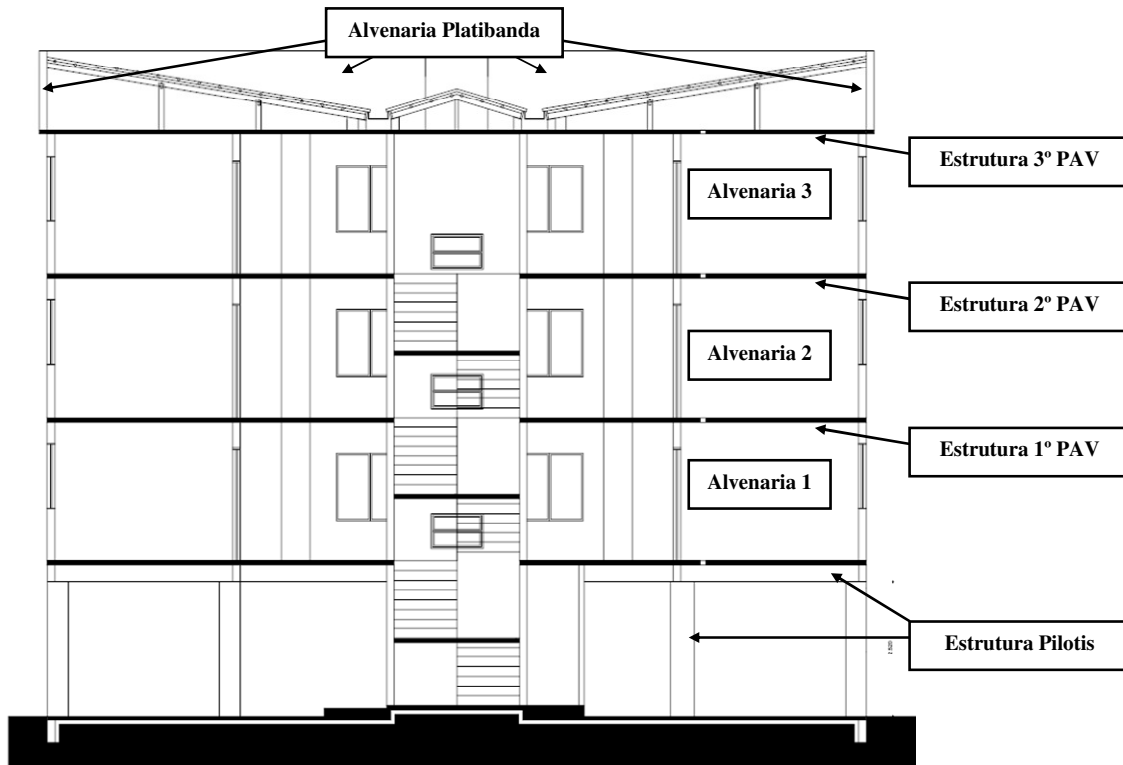 Alvenaria Platibanda
Estrutura 3º PAV
Alvenaria 3
Estrutura 2º PAV
Alvenaria 2
Estrutura 1º PAV
Alvenaria 1
Estrutura Pilotis